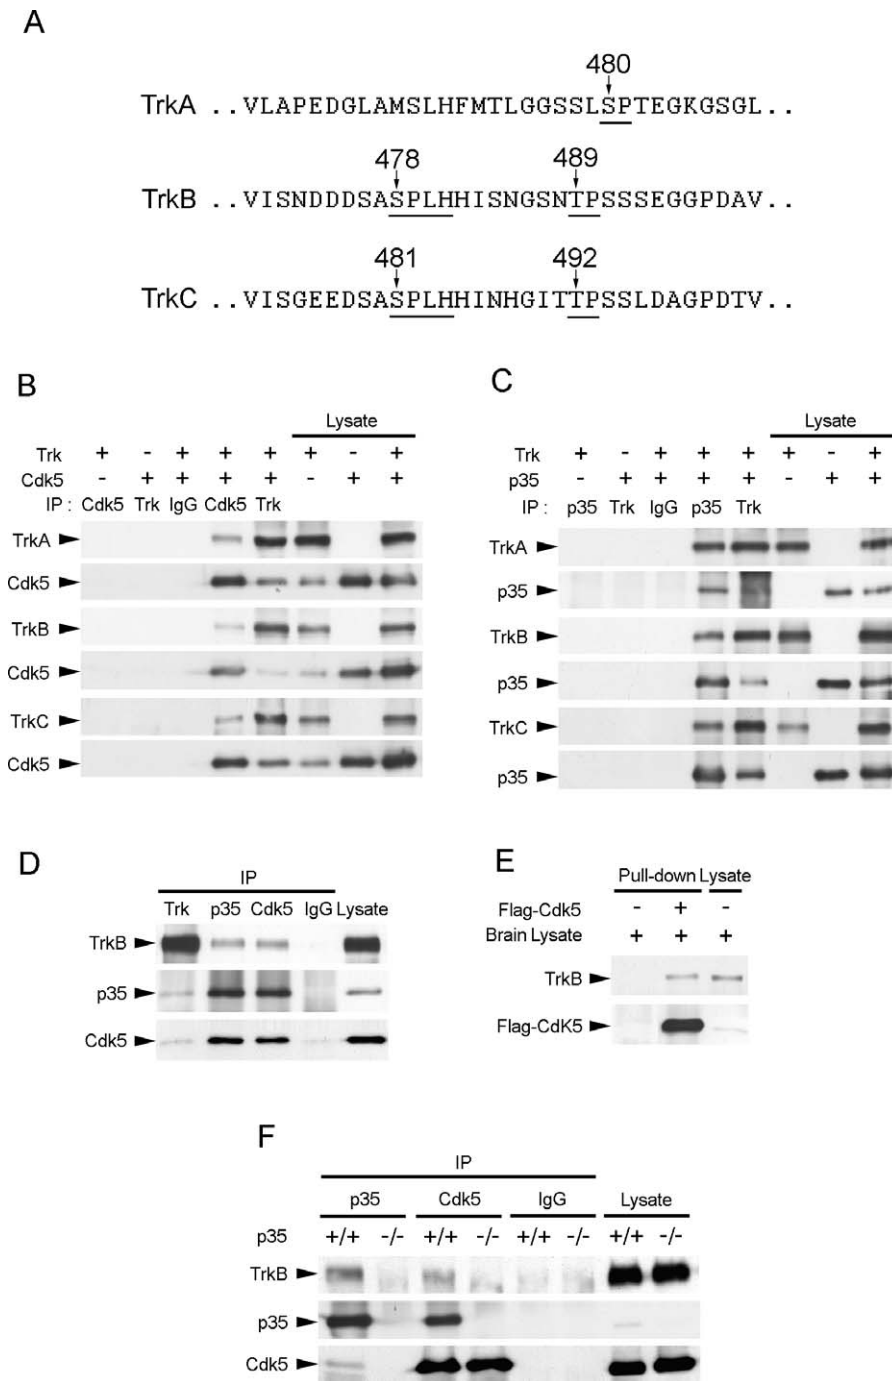 A
480
TrkA . . VLAPEDGLAMSLHFMTLGGSSLSPTEGKGSGL. .
478 489
TrkB . . VISNDDDSASPLHHISNGSNTPSSSEGGPDAV. .
481 492
TrkC . . VISGEEDSASPLHHINHGITTPSSLDAGPDTV. .
B
Lysate
Trk + - + + + + - +
Cdk5 - + + + + - + +
IP : Cdk5 Trk IgG Cdk5 Trk
TrkA
Cdk5
TrkB
Cdk5
TrkC
Cdk5
C
Lysate
Trk + - + + + + - +
p35 - + + + + - + +
IP : p35 Trk IgG p35 Trk
TrkA
p35
TrkB
p35
TrkC
p35
D
IP
Trk p35 Cdk5 IgG Lysate
TrkB
p35
Cdk5
E
Pull-down Lysate
Flag-Cdk5 - + -
Brain Lysate + + +
TrkB
Flag-CdK5
F
IP
p35 Cdk5 IgG Lysate
p35 +/+ -/- +/+ -/- +/+ -/- +/+ -/-
TrkB
p35
Cdk5